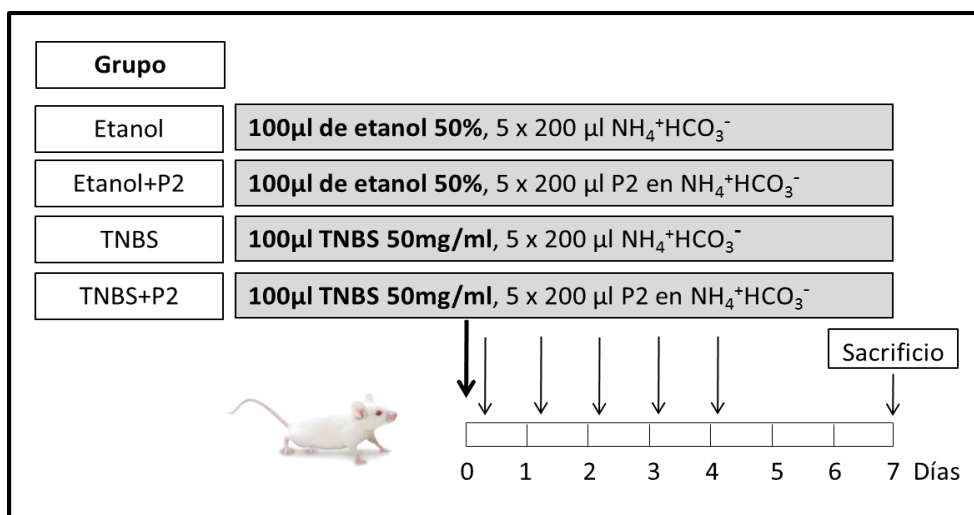 Grupo
Etanol
100µl de etanol 50%, 5 x 200 µl NH₄⁺HCO₃⁻
Etanol+P2
100µl de etanol 50%, 5 x 200 µl P2 en NH₄⁺HCO₃⁻
TNBS
100µl TNBS 50mg/ml, 5 x 200 µl NH₄⁺HCO₃⁻
TNBS+P2
100µl TNBS 50mg/ml, 5 x 200 µl P2 en NH₄⁺HCO₃⁻
Sacrificio
0 1 2 3 4 5 6 7 Días